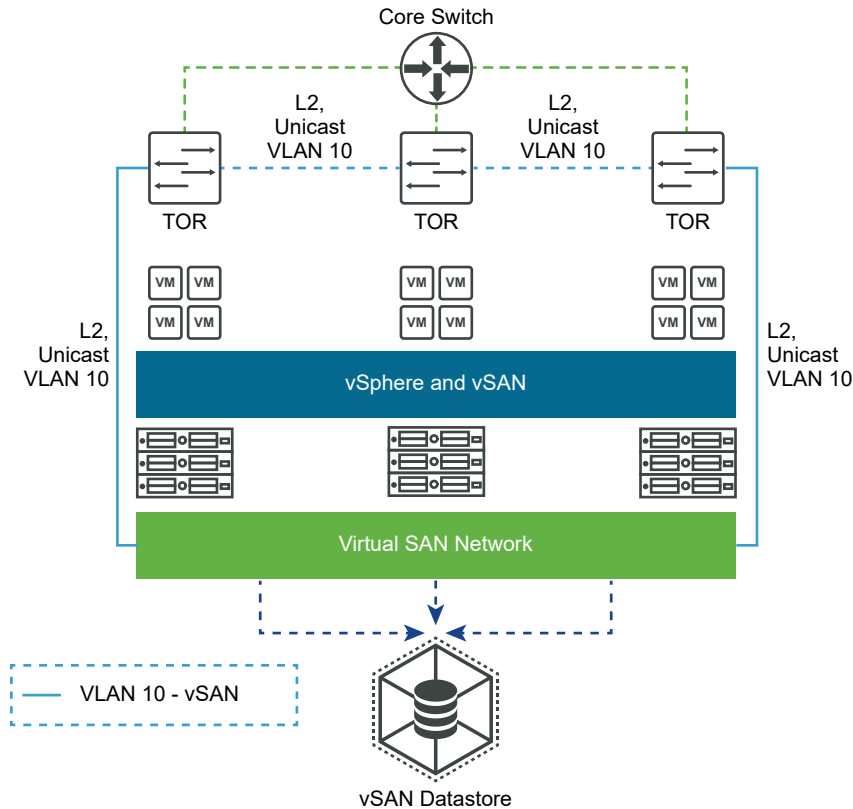 Core Switch
L2,
Unicast
VLAN 10
L2,
Unicast
VLAN 10
TOR
TOR
TOR
VM VM
VM VM
VM VM
VM VM
VM VM
VM VM
L2,
Unicast
VLAN 10
vSphere and vSAN
L2,
Unicast
VLAN 10
Virtual SAN Network
VLAN 10 - vSAN
vSAN Datastore